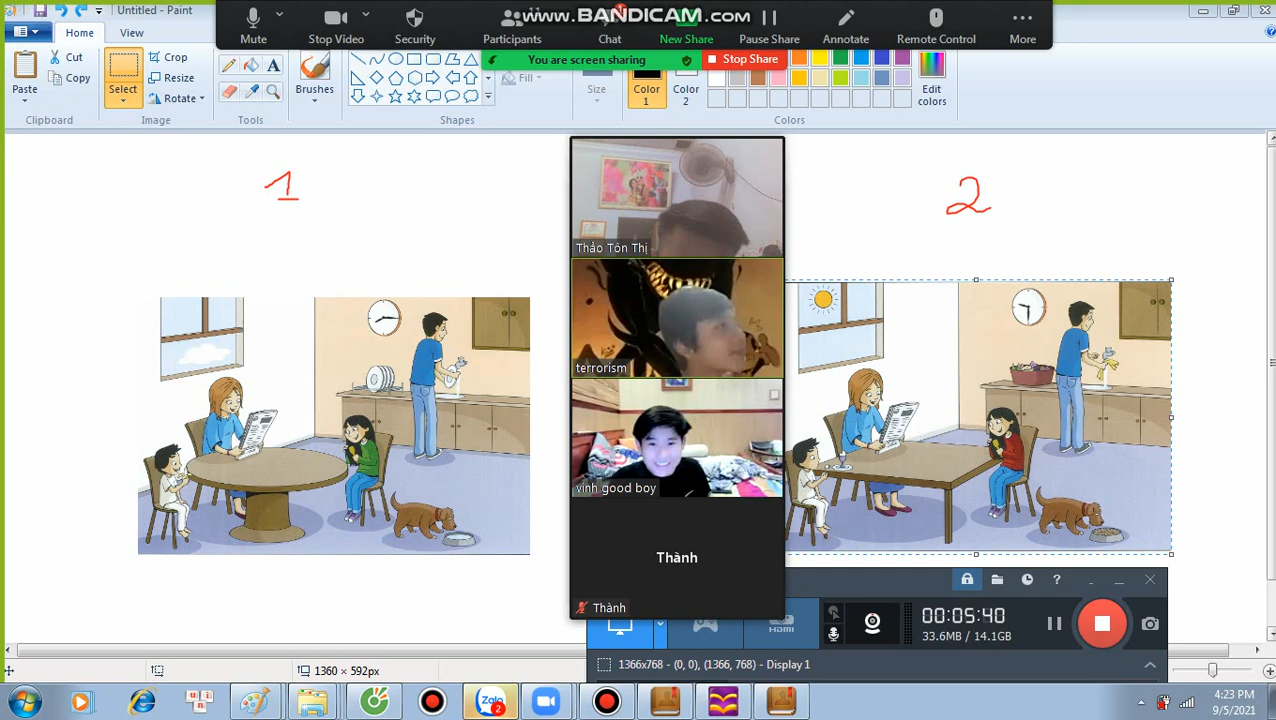 Untitled - Paint
www.BANDICAM.com
Mute
Stop Video
Security
Participants
Chat
New Share
Pause Share
Annotate
Remote Control
More
You are screen sharing
Stop Share
Home
View
Paste
Cut
Copy
Clipboard
Select
Crop
Resize
Rotate
Image
A
Tools
Brushes
Shapes
Fill
Size
Color
1
Color
2
Edit
colors
Colors
1
2
Thảo Tôn Thị
terrorism
vinh good boy
Thành
Thành
00:05:40
33.6MB / 14.1GB
1366x768 - (0, 0), (1366, 768) - Display 1
1360 × 592px
Zalo
2
4:23 PM
9/5/2021